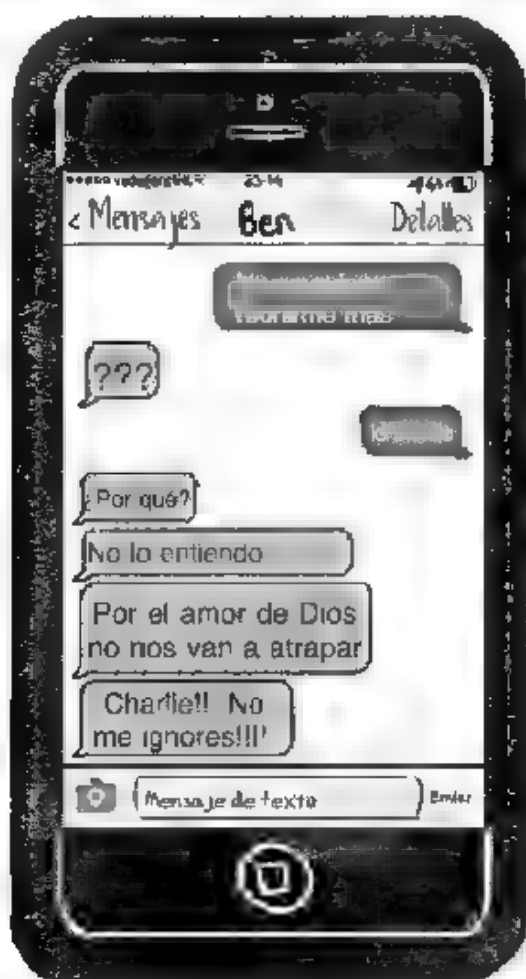 < Mensajes Ben Detalles
???
¿Por qué?
No lo entiendo
Por el amor de Dios
no nos van a atrapar
Charlie!! No
me ignores!!!!
Mensaje de texto Enviar